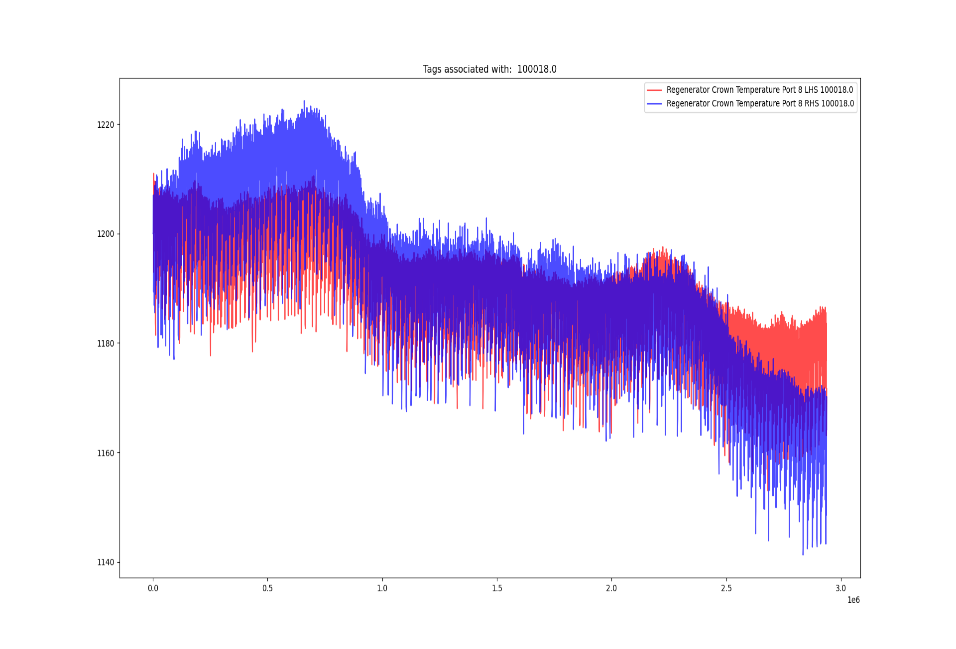 Tags associated with:  100018.0
Regenerator Crown Temperature Port 8 LHS 100018.0
Regenerator Crown Temperature Port 8 RHS 100018.0
1220
1200
1180
1160
1140
0.0 0.5 1.0 1.5 2.0 2.5 3.0
1e6